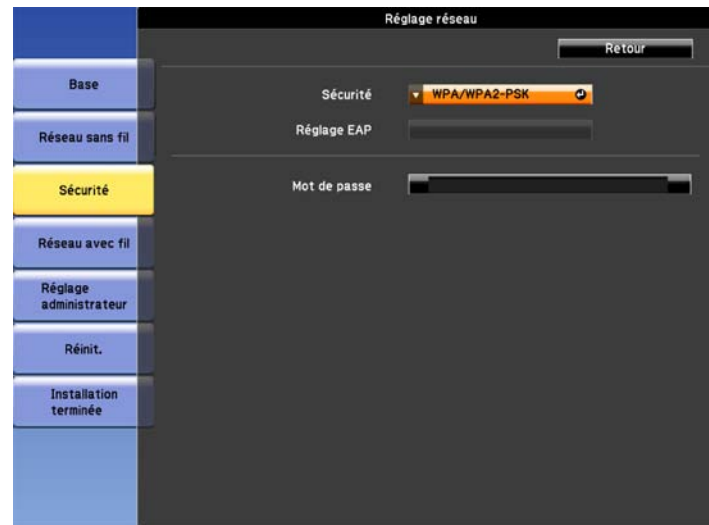 Réglage réseau
Retour
Base
Réseau sans fil
Sécurité
Réseau avec fil
Réglage
administrateur
Réinit.
Installation
terminée
Sécurité
WPA/WPA2-PSK
Réglage EAP
Mot de passe